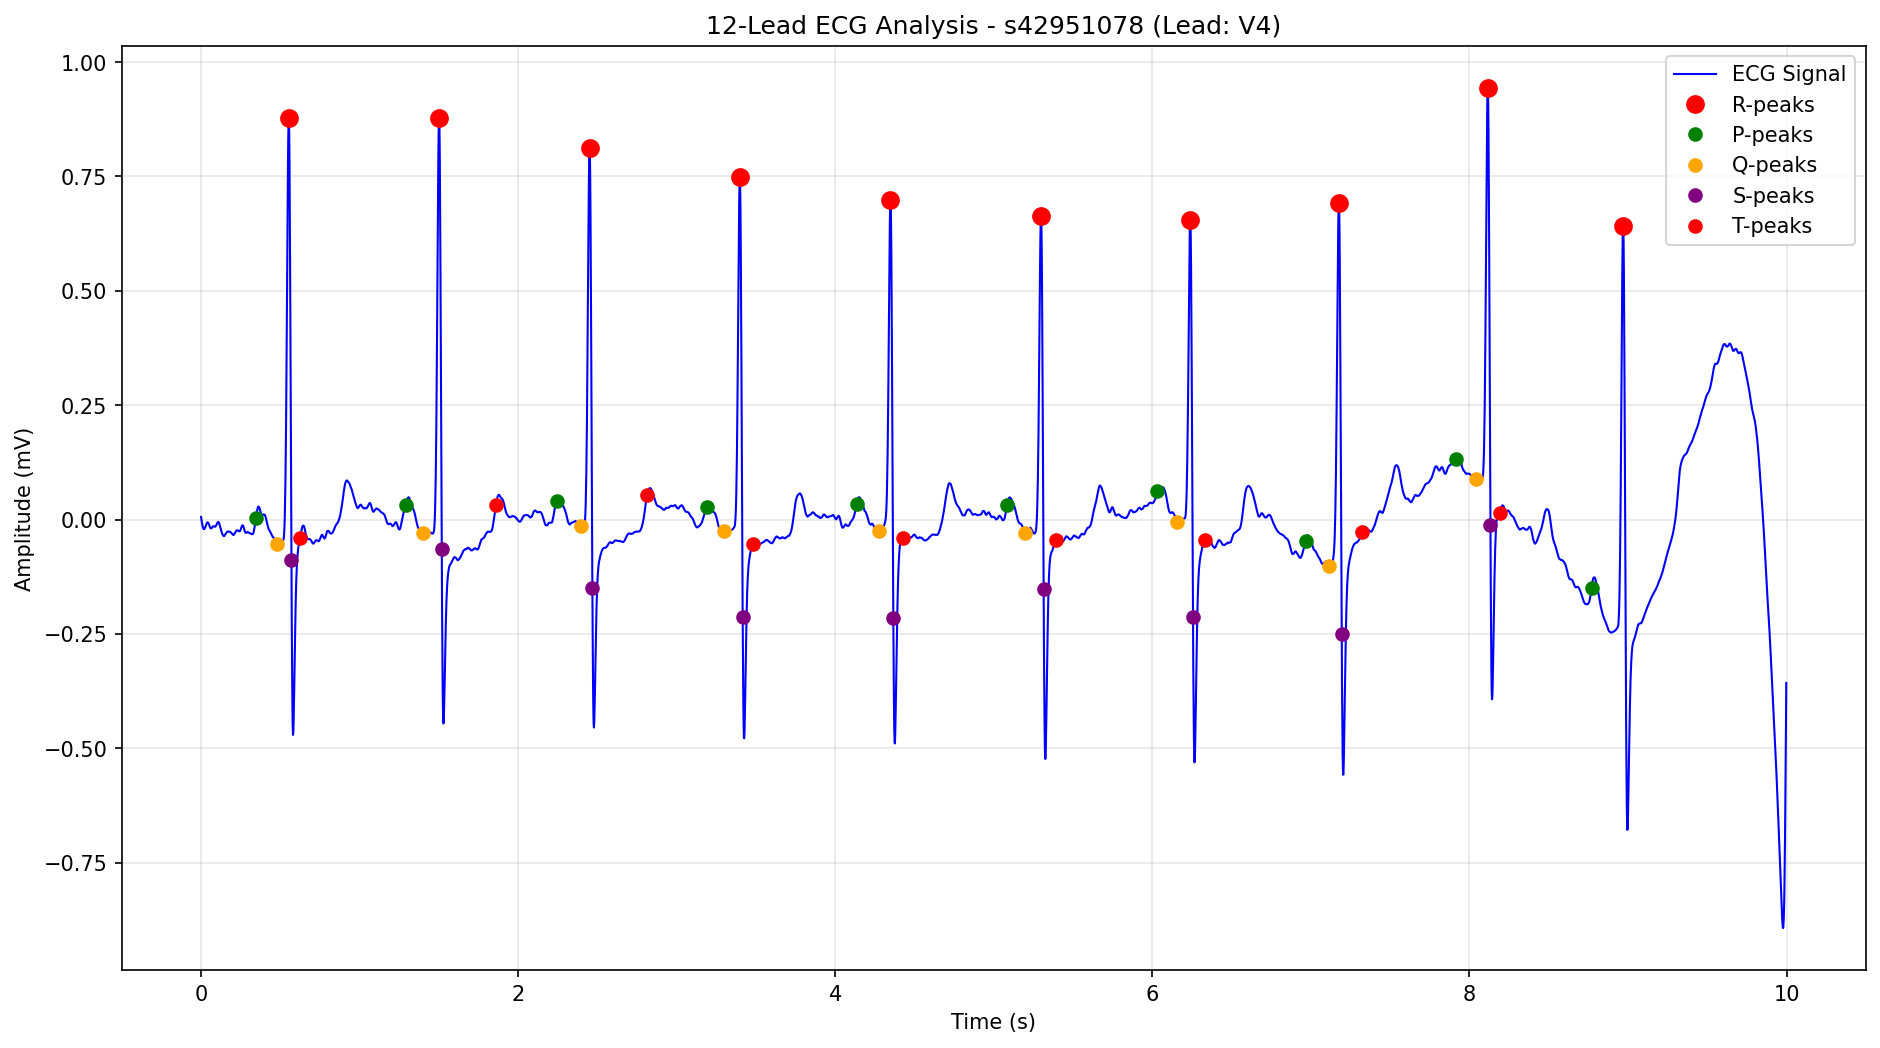 12-Lead ECG Analysis - s42951078 (Lead: V4)
ECG Signal
R-peaks
P-peaks
Q-peaks
S-peaks
T-peaks
Amplitude (mV)
1.00
0.75
0.50
0.25
0.00
−0.25
−0.50
−0.75
0 2 4 6 8 10
Time (s)